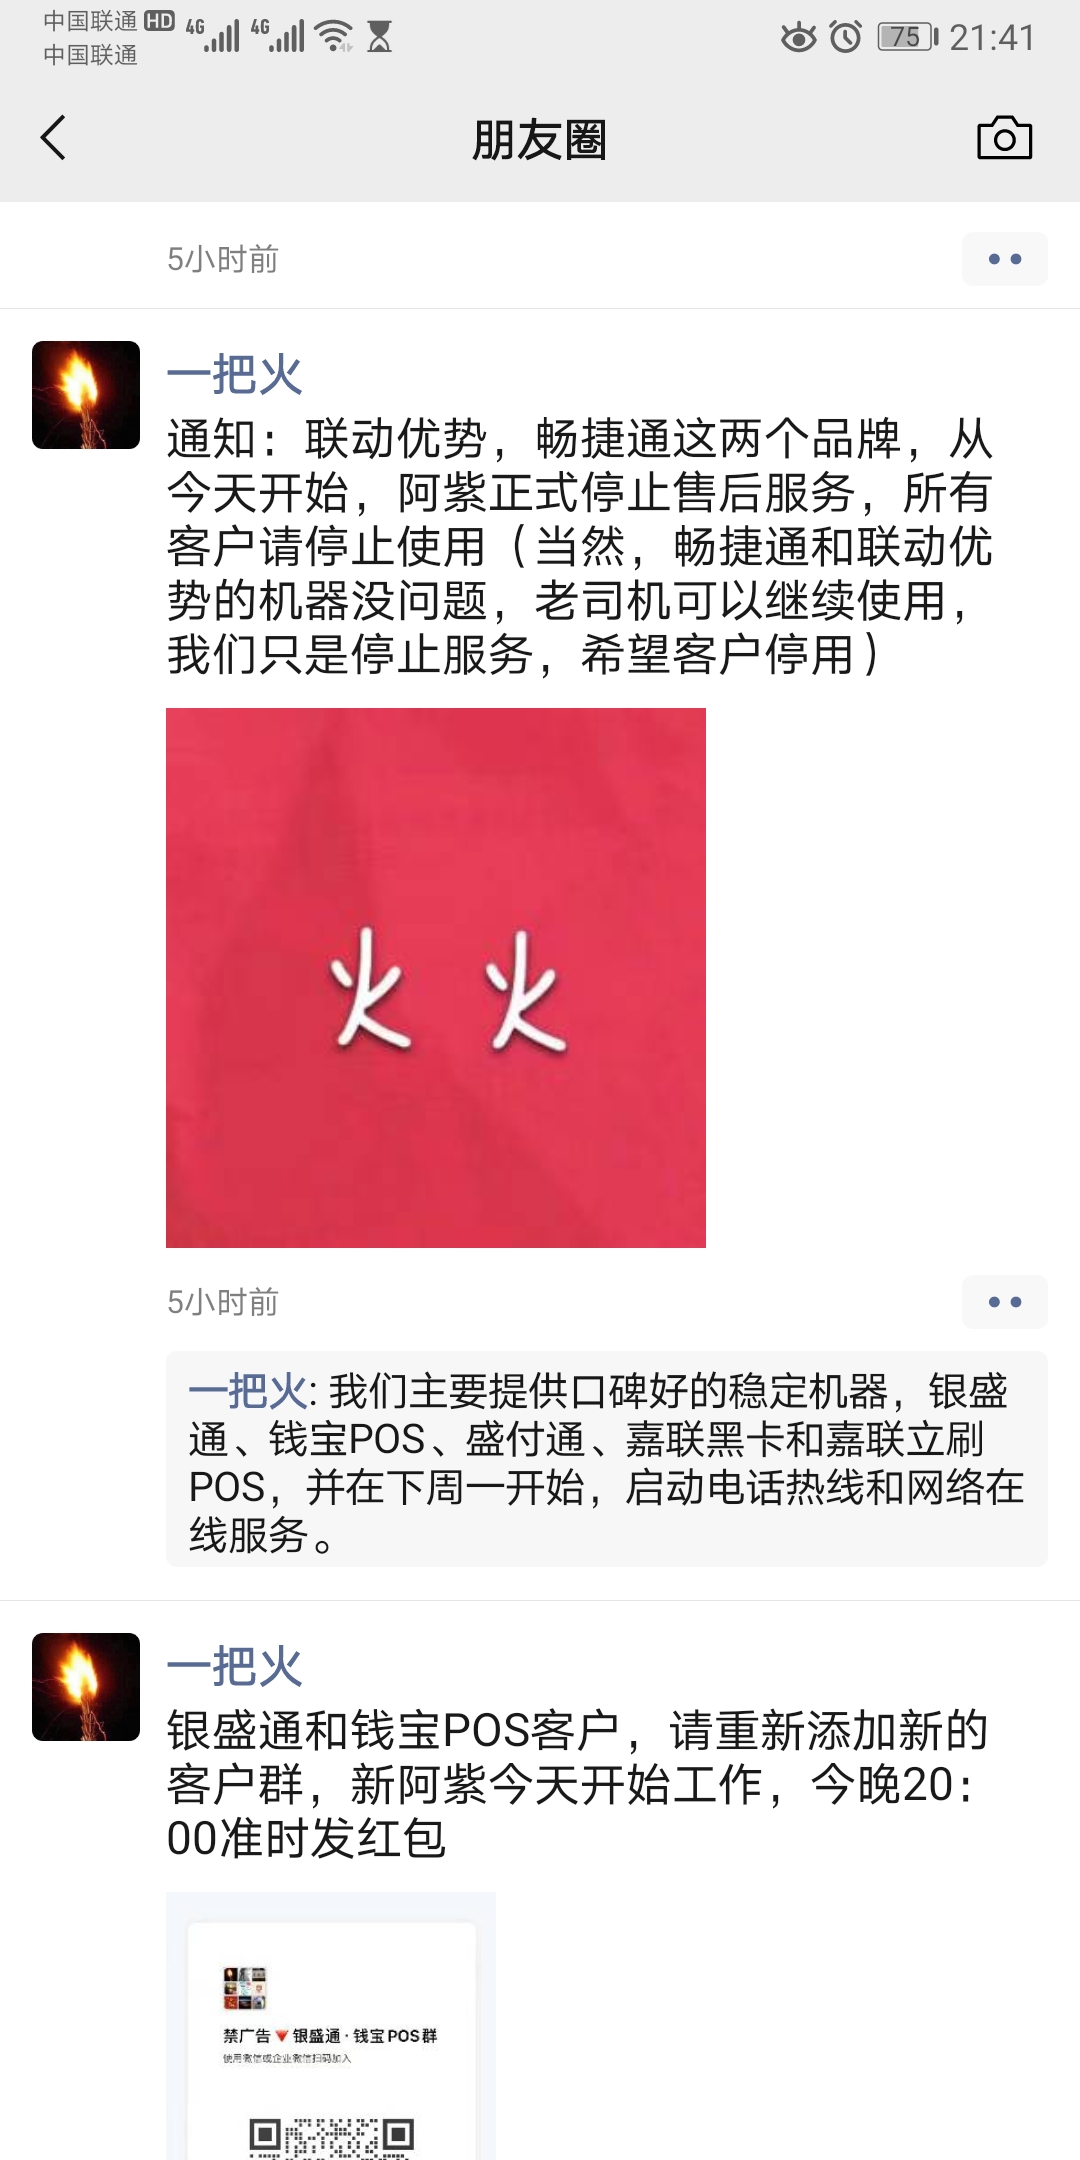 中国联通 HD 4G 4G 75 21:41
中国联通
朋友圈
5小时前
一把火
通知：联动优势，畅捷通这两个品牌，从
今天开始，阿紫正式停止售后服务，所有
客户请停止使用（当然，畅捷通和联动优
势的机器没问题，老司机可以继续使用，
我们只是停止服务，希望客户停用）
火 火
5小时前
一把火: 我们主要提供口碑好的稳定机器，银盛
通、钱宝POS、盛付通、嘉联黑卡和嘉联立刷
POS，并在下周一开始，启动电话热线和网络在
线服务。
一把火
银盛通和钱宝POS客户，请重新添加新的
客户群，新阿紫今天开始工作，今晚20：
00准时发红包
禁广告🔻银盛通·钱宝POS群
使用微信或企业微信扫码加入